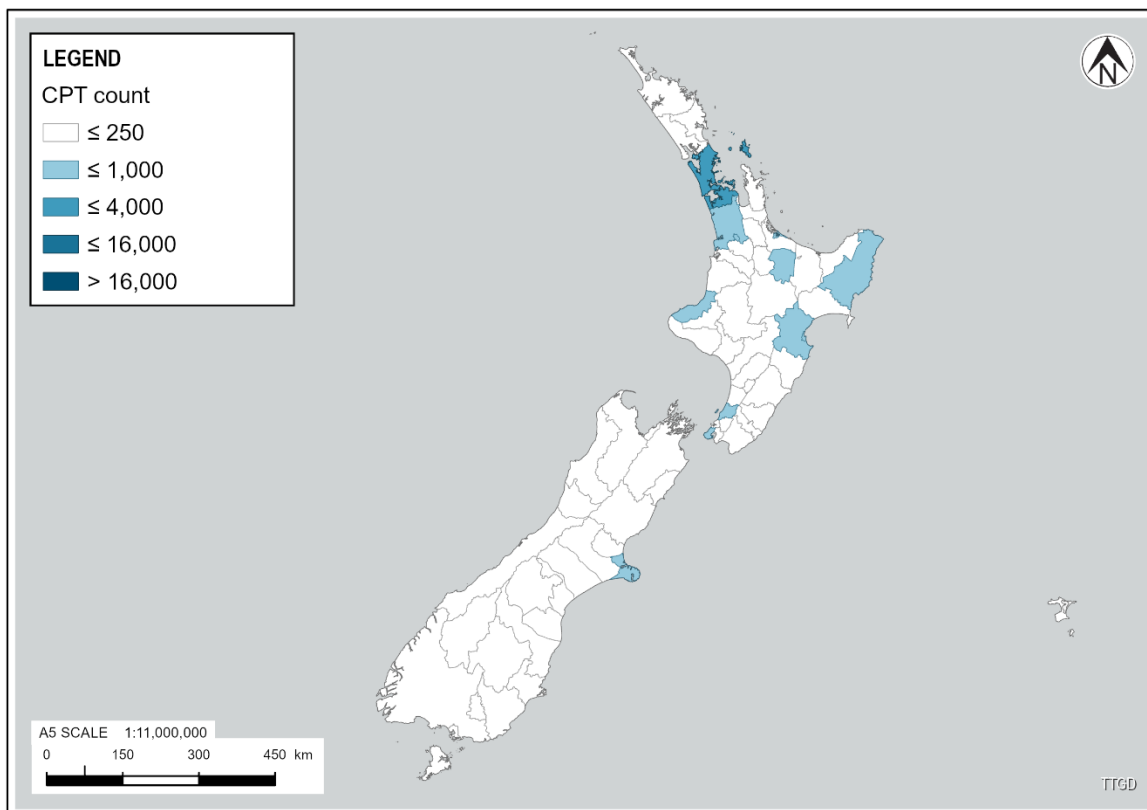 LEGEND
CPT count
≤ 250
≤ 1,000
≤ 4,000
≤ 16,000
> 16,000
N
A5 SCALE 1:11,000,000
0 150 300 450 km
TTGD